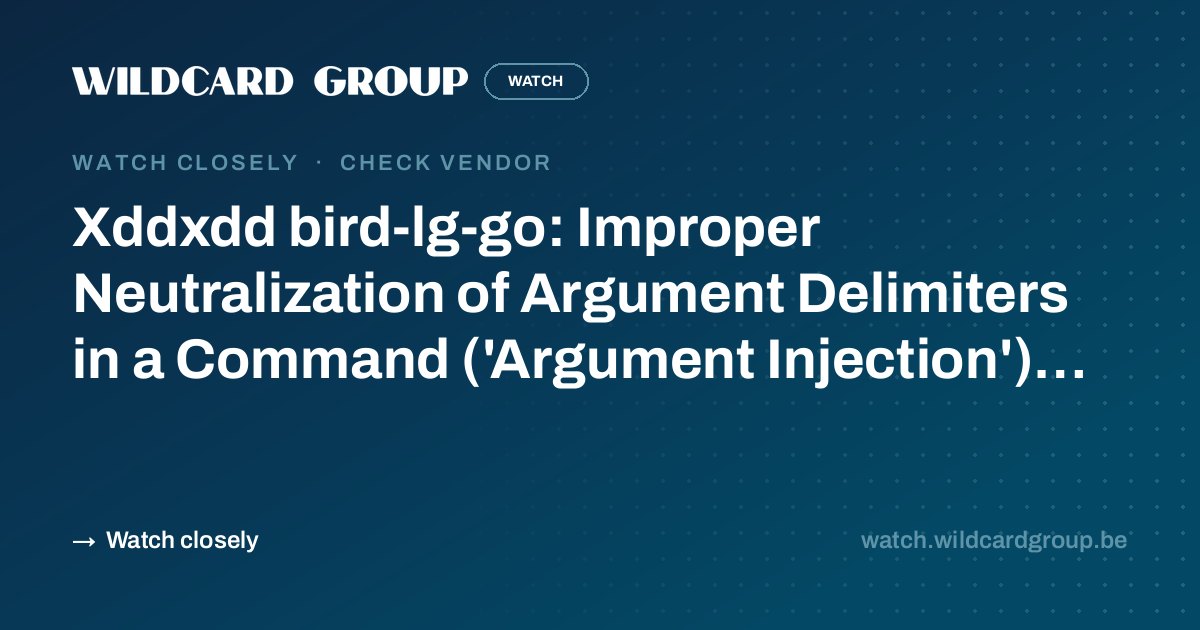 WILDCARD GROUP WATCH
WATCH CLOSELY · CHECK VENDOR
Xddxdd bird-lg-go: Improper
Neutralization of Argument Delimiters
in a Command ('Argument Injection')...
→ Watch closely
watch.wildcardgroup.be